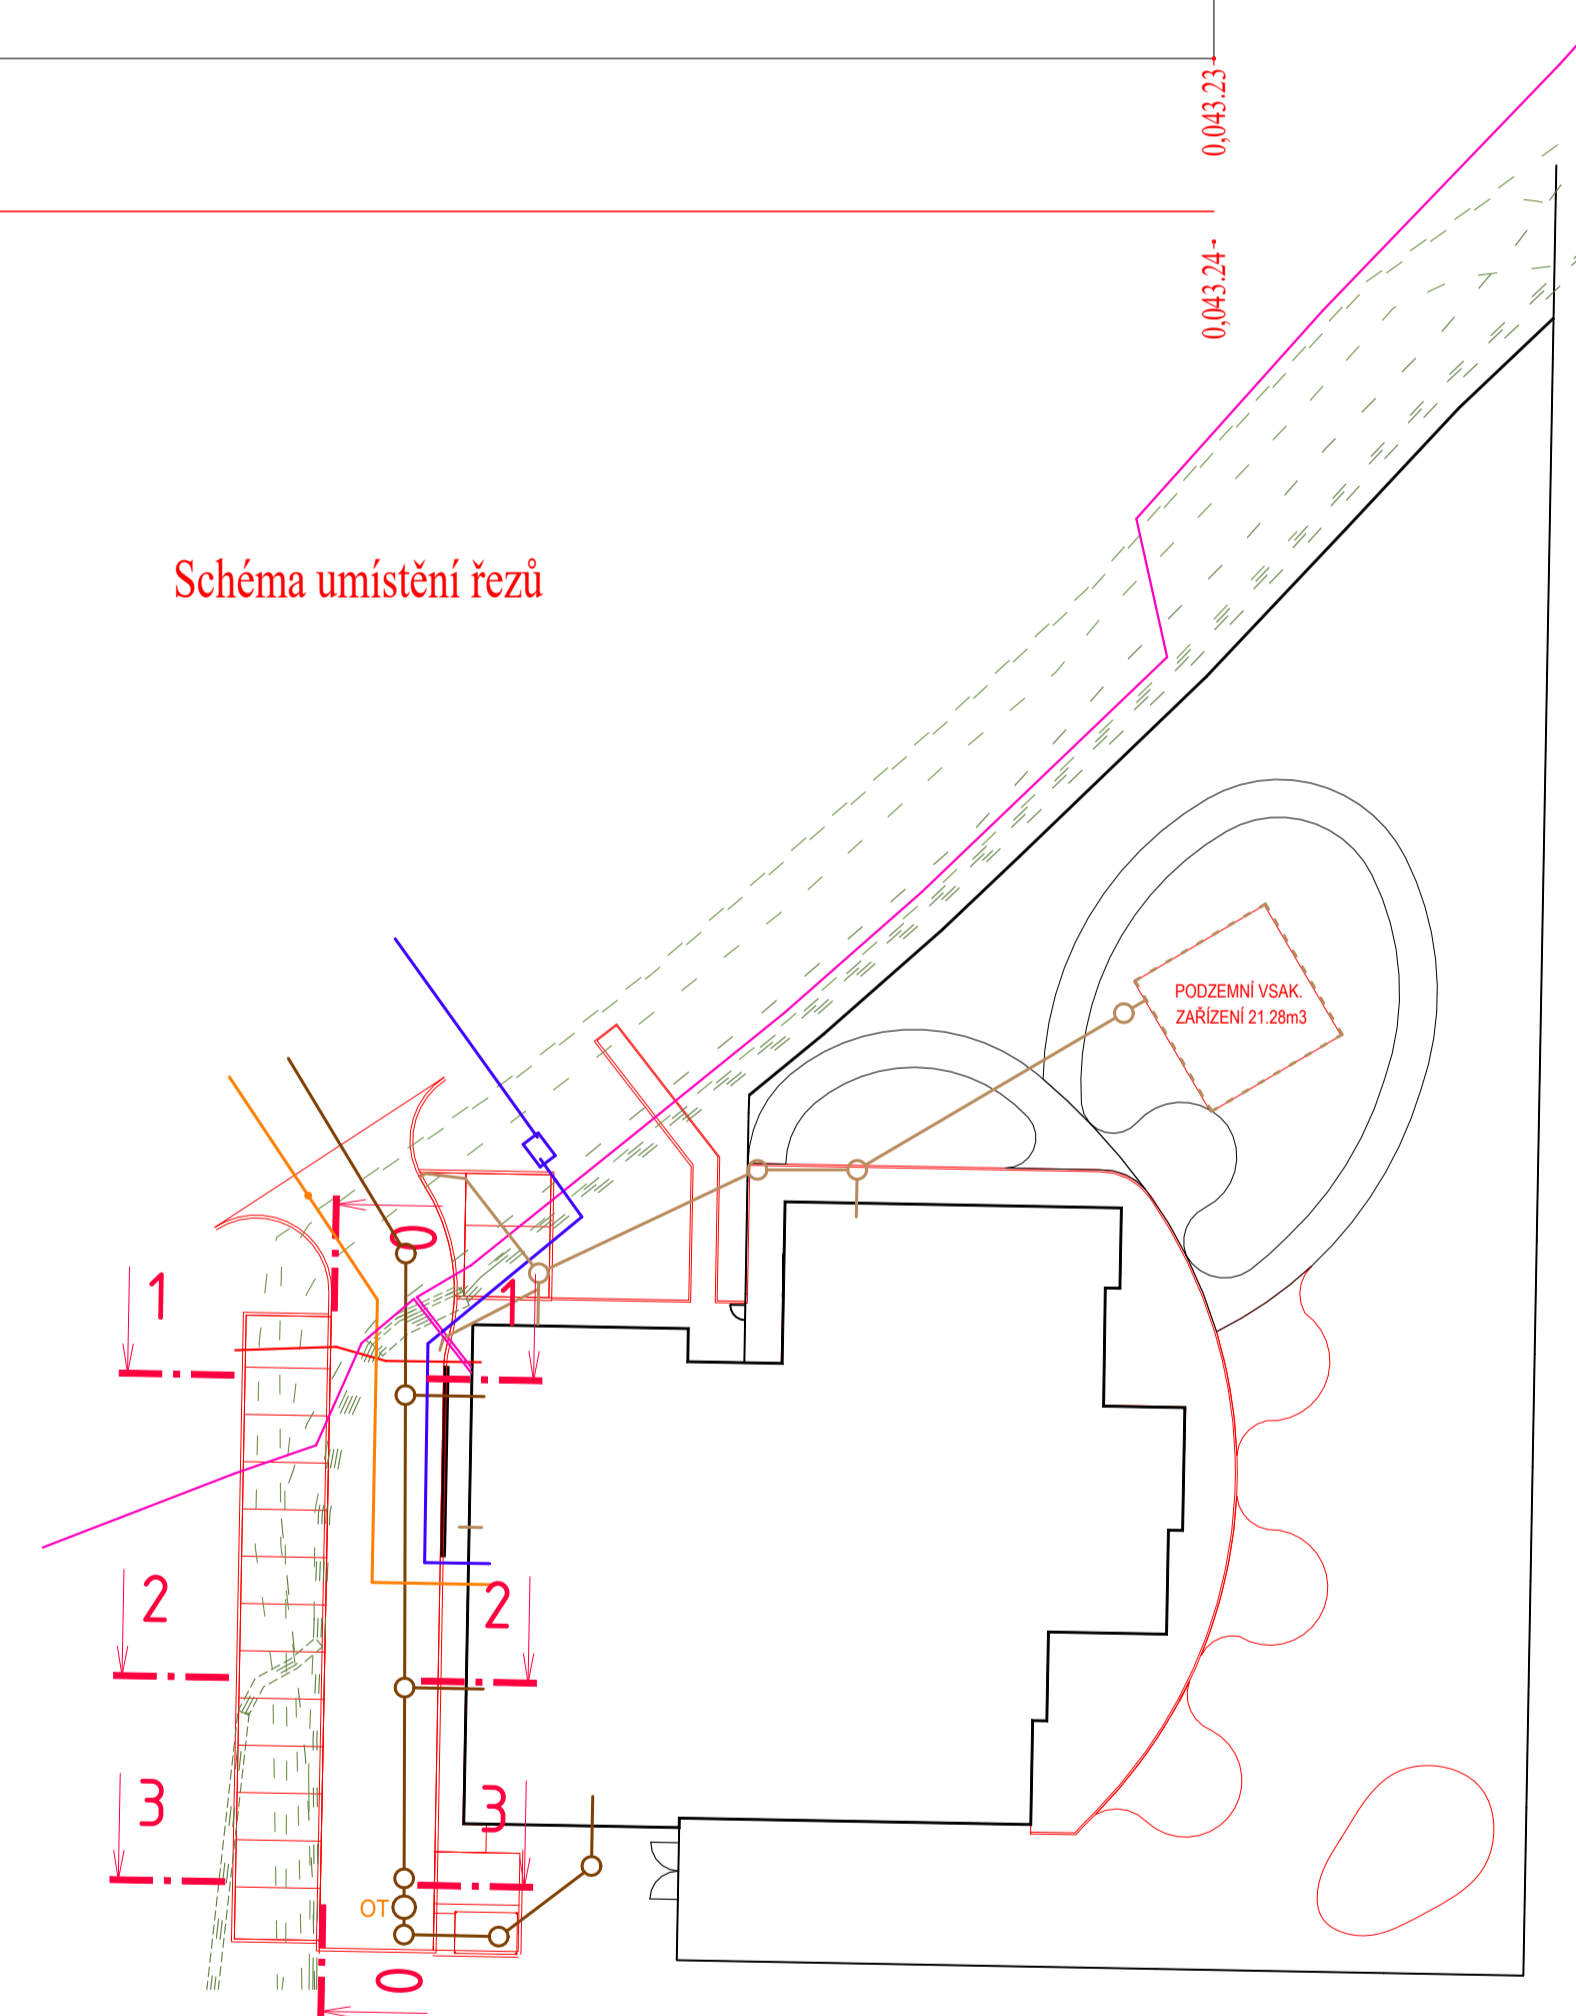 0,043.23
0,043.24
Schéma umístění řezů
PODZEMNÍ VSAK.
ZAŘÍZENÍ 21.28m3
0
1
1
2
2
3
3
OT
0